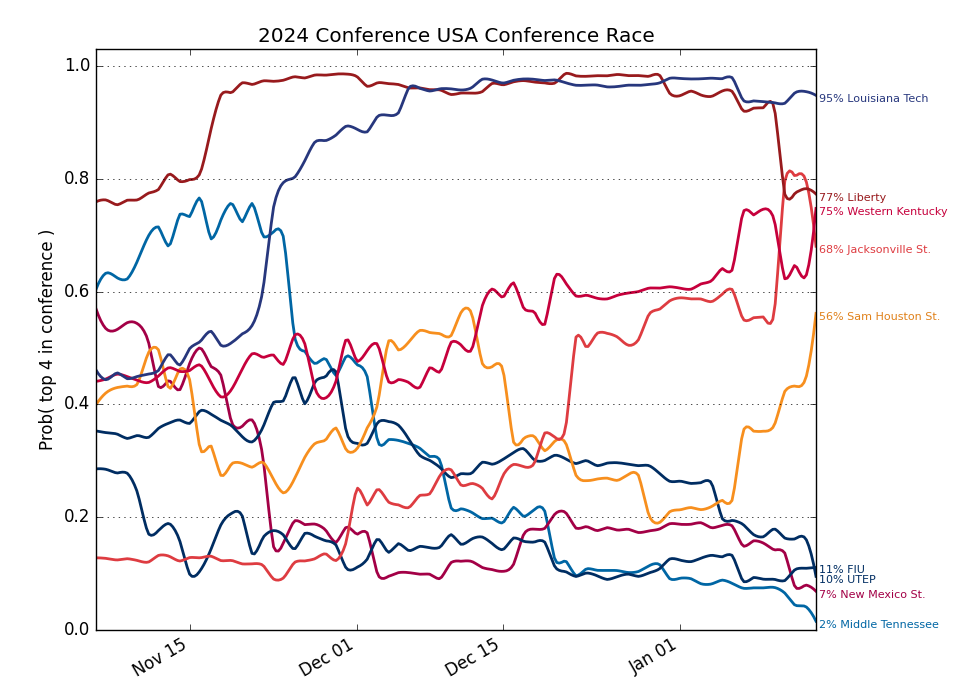 2024 Conference USA Conference Race
Prob( top 4 in conference )
1.0
0.8
0.6
0.4
0.2
0.0
Nov 15
Dec 01
Dec 15
Jan 01
95% Louisiana Tech
77% Liberty
75% Western Kentucky
68% Jacksonville St.
56% Sam Houston St.
11% FIU
10% UTEP
7% New Mexico St.
2% Middle Tennessee